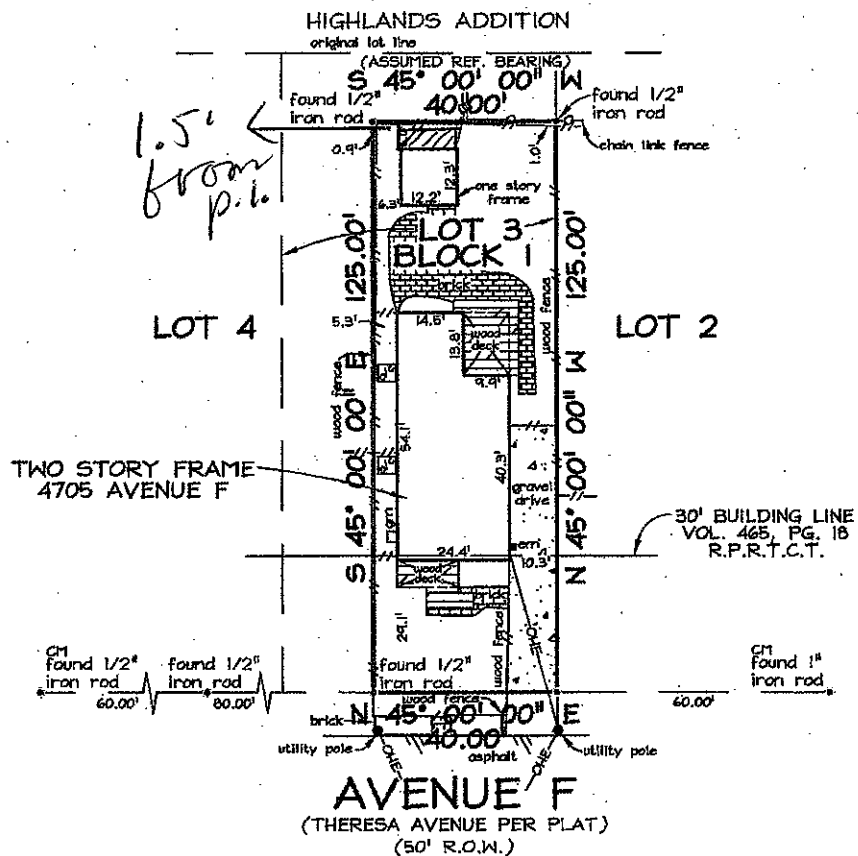 HIGHLANDS ADDITION
original lot line
(ASSUMED REF. BEARING)
S 45° 00' 00" W
40.00'
found 1/2"
iron rod
found 1/2"
iron rod
chain link fence
1.5'
from
p.l.
0.9'
1.0'
12.3'
one story
frame
12.2'
6.3'
LOT 3
BLOCK 1
125.00'
125.00'
brick
LOT 4
LOT 2
5.3'
14.5'
wood
deck
13.8'
9.9'
wood fence
wood fence
S 45° 00' 00" E
N 45° 00' 00" W
54.1'
40.3'
gravel
drive
TWO STORY FRAME
4705 AVENUE F
gm
em
30' BUILDING LINE
VOL. 465, PG. 18
R.P.R.T.C.T.
24.4'
10.3'
wood
deck
brick
29.1'
wood fence
OHE
CM
found 1/2"
iron rod
found 1/2"
iron rod
found 1/2"
iron rod
CM
found 1"
iron rod
60.00'
80.00'
60.00'
wood fence
brick
N 45° 00' 00" E
40.00'
utility pole
asphalt
utility pole
OHE
OHE
AVENUE F
(THERESA AVENUE PER PLAT)
(50' R.O.W.)